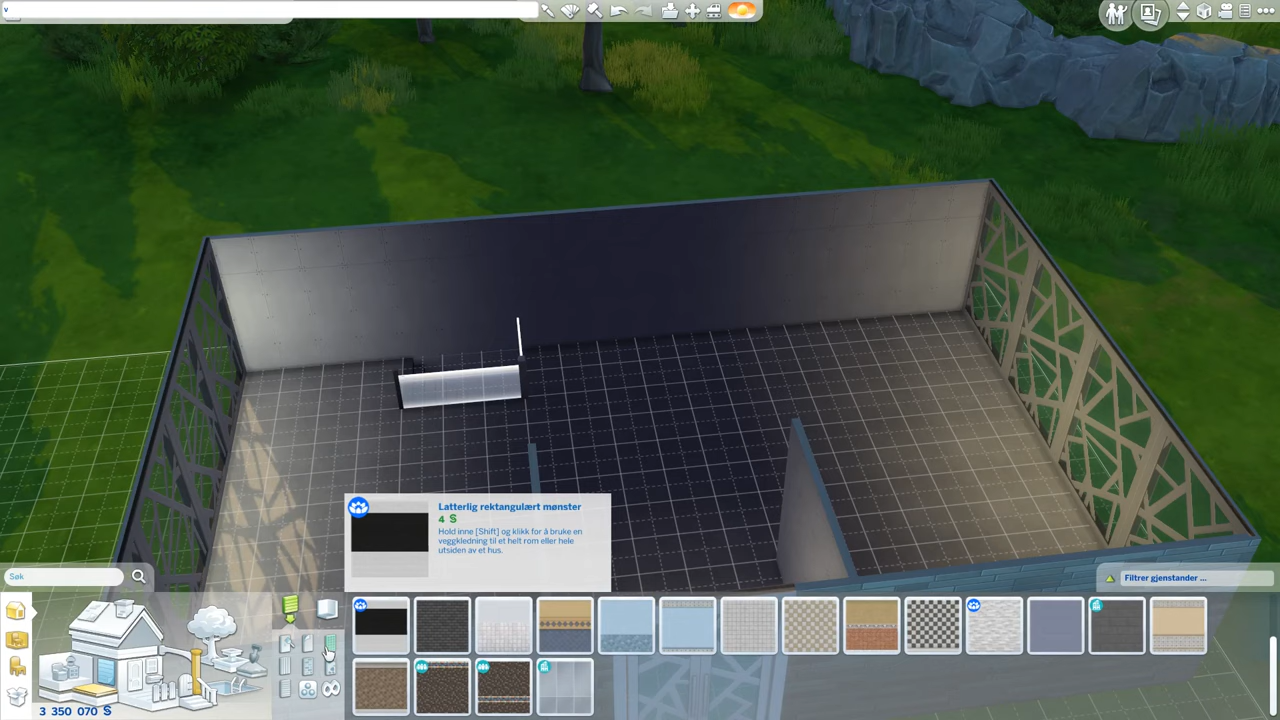 v
Latterlig rektangulært mønster
4 $
Hold inne [Shift] og klikk for å bruke en
veggkledning til et helt rom eller hele
utsiden av et hus.
Søk
Filtrer gjenstander ...
3 350 070 $